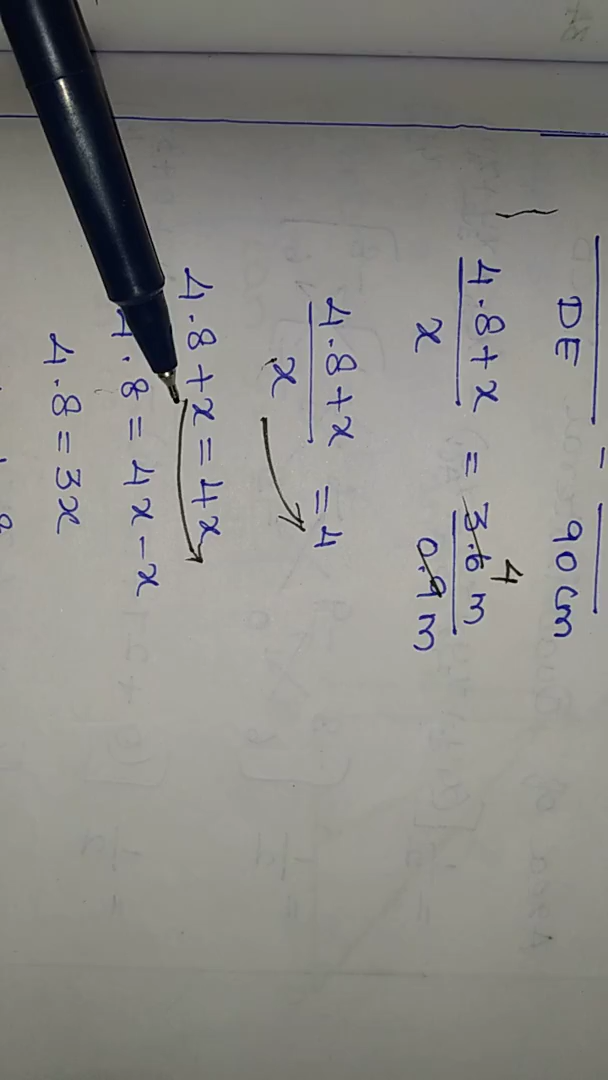 DE = 90 cm
4.8+x / x = 3.6 m / 0.9 m 4
4.8+x / x = 4
4.8+x = 4x
4.8 = 4x-x
4.8 = 3x